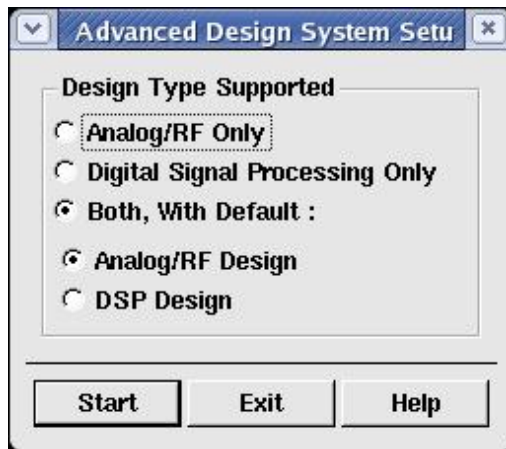 Advanced Design System Setu
Design Type Supported
Analog/RF Only
Digital Signal Processing Only
Both, With Default :
Analog/RF Design
DSP Design
Start
Exit
Help